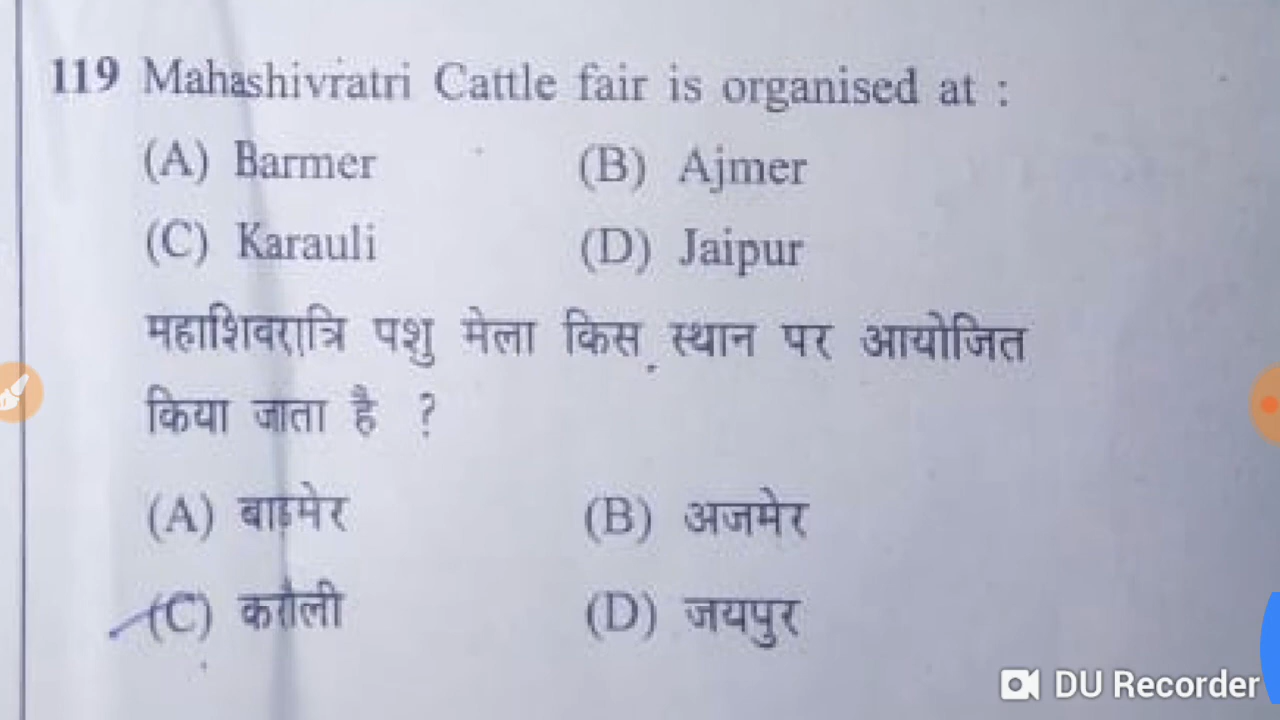 119 Mahashivratri Cattle fair is organised at :
(A) Barmer (B) Ajmer
(C) Karauli (D) Jaipur
महाशिवरात्रि पशु मेला किस स्थान पर आयोजित
किया जाता है ?
(A) बाड़मेर (B) अजमेर
(C) करौली (D) जयपुर
DU Recorder